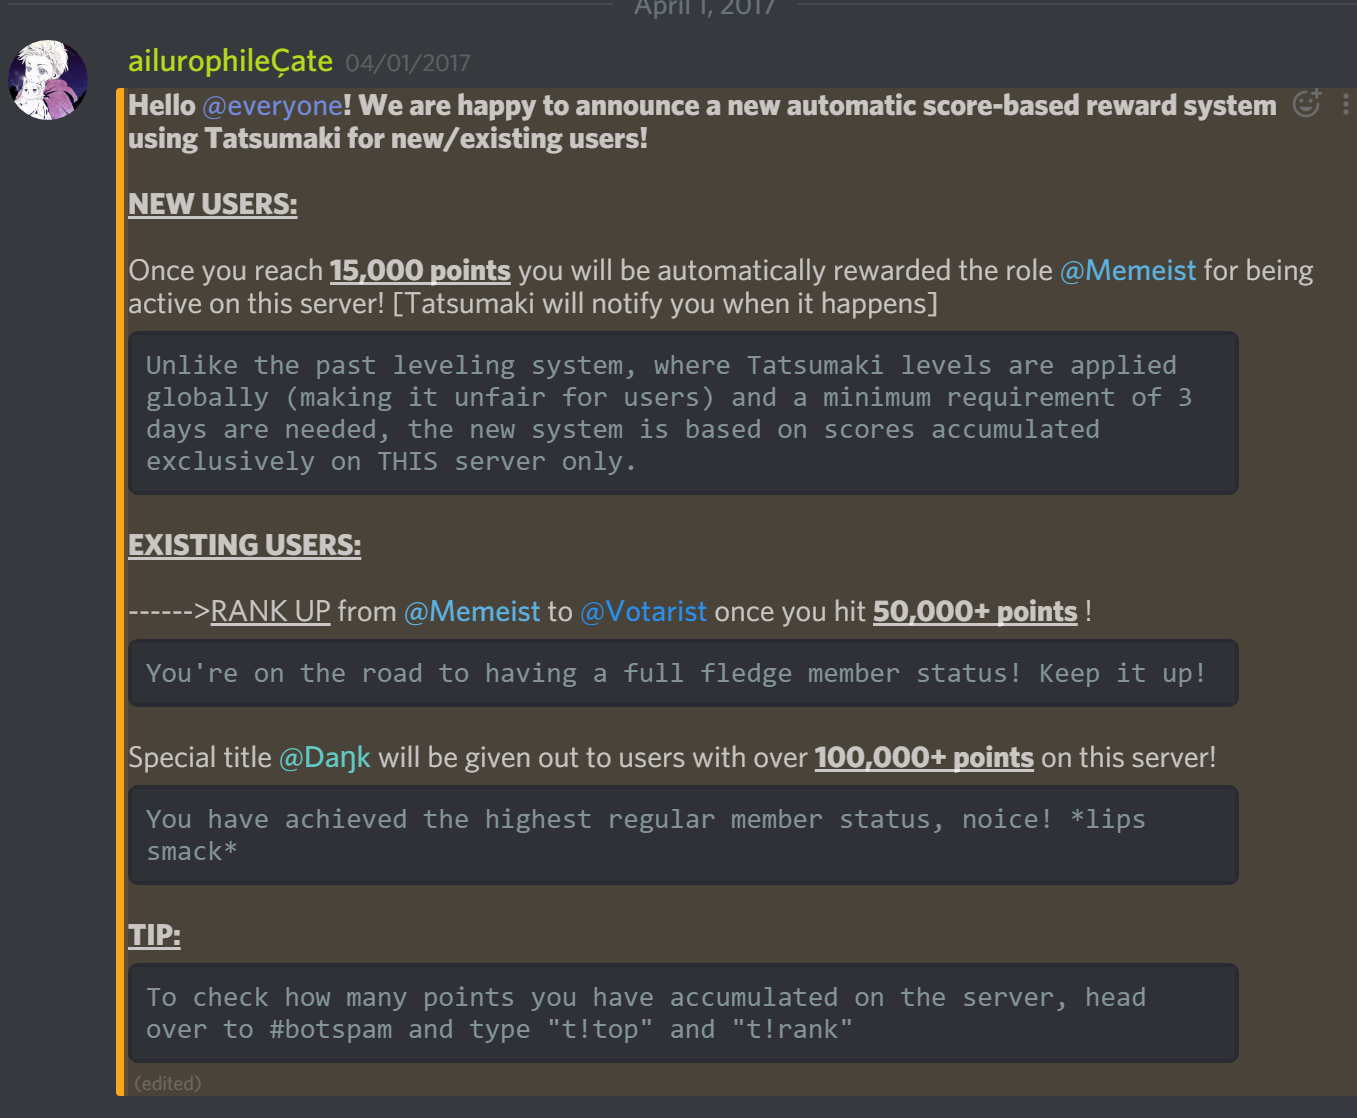 April 1, 2017
ailurophileÇate 04/01/2017
Hello @everyone! We are happy to announce a new automatic score-based reward system
using Tatsumaki for new/existing users!
NEW USERS:
Once you reach 15,000 points you will be automatically rewarded the role @Memeist for being
active on this server! [Tatsumaki will notify you when it happens]
Unlike the past leveling system, where Tatsumaki levels are applied
globally (making it unfair for users) and a minimum requirement of 3
days are needed, the new system is based on scores accumulated
exclusively on THIS server only.
EXISTING USERS:
------>RANK UP from @Memeist to @Votarist once you hit 50,000+ points !
You're on the road to having a full fledge member status! Keep it up!
Special title @Daŋk will be given out to users with over 100,000+ points on this server!
You have achieved the highest regular member status, noice! *lips
smack*
TIP:
To check how many points you have accumulated on the server, head
over to #botspam and type "t!top" and "t!rank"
(edited)